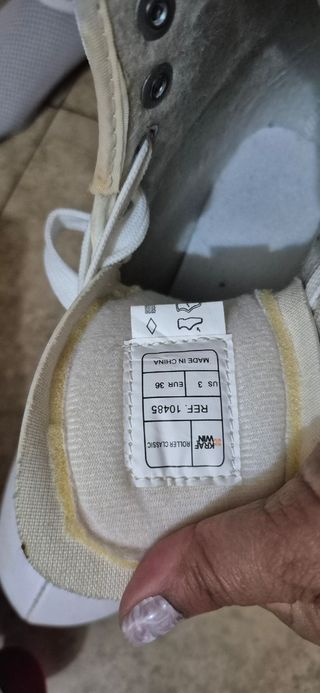 KRAF
WIN
ROLLER CLASSIC
REF. 10485
US 3 EUR 36
MADE IN CHINA